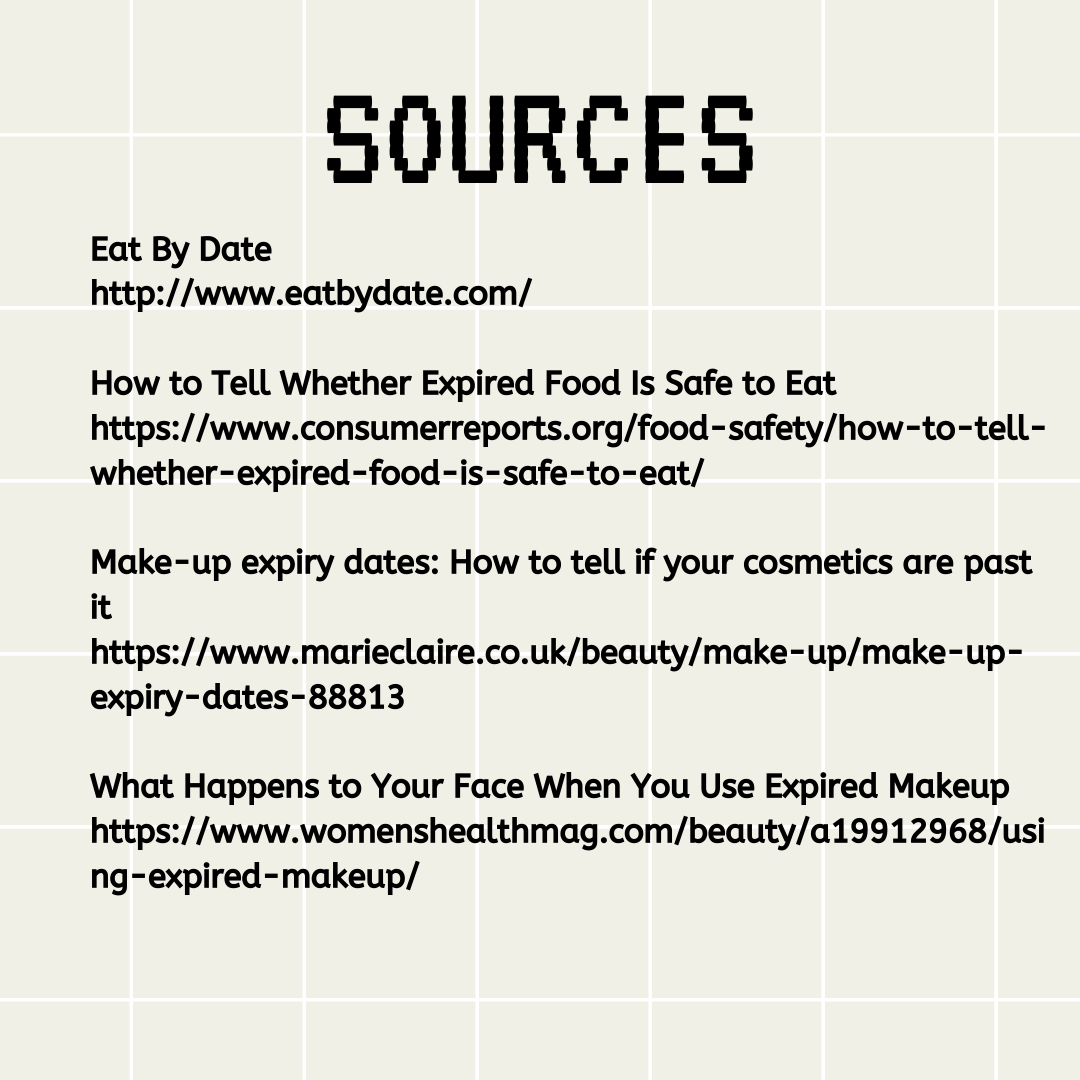 SOURCES
Eat By Date
http://www.eatbydate.com/
How to Tell Whether Expired Food Is Safe to Eat
https://www.consumerreports.org/food-safety/how-to-tell-
whether-expired-food-is-safe-to-eat/
Make-up expiry dates: How to tell if your cosmetics are past
it
https://www.marieclaire.co.uk/beauty/make-up/make-up-
expiry-dates-88813
What Happens to Your Face When You Use Expired Makeup
https://www.womenshealthmag.com/beauty/a19912968/usi
ng-expired-makeup/